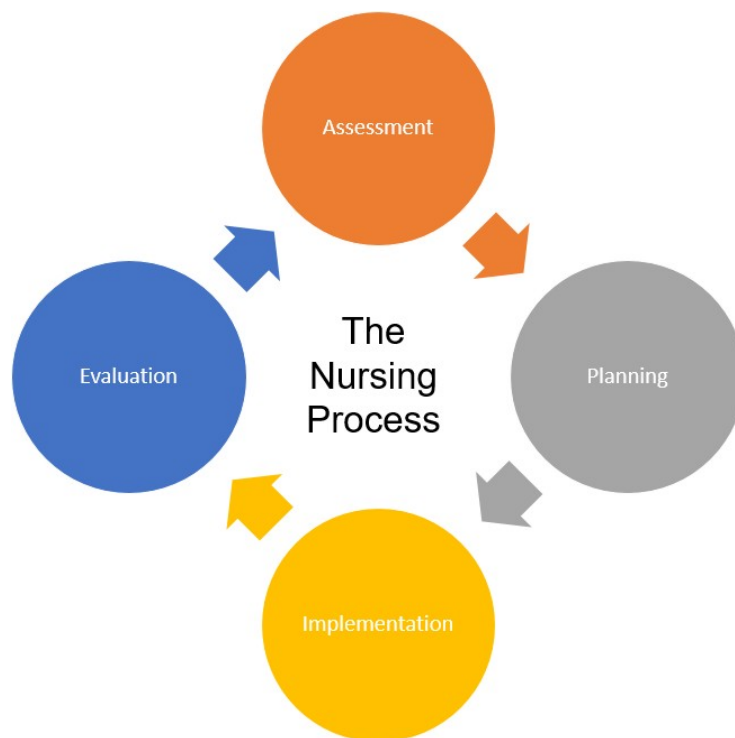 Assessment
Planning
Implementation
Evaluation
The
Nursing
Process